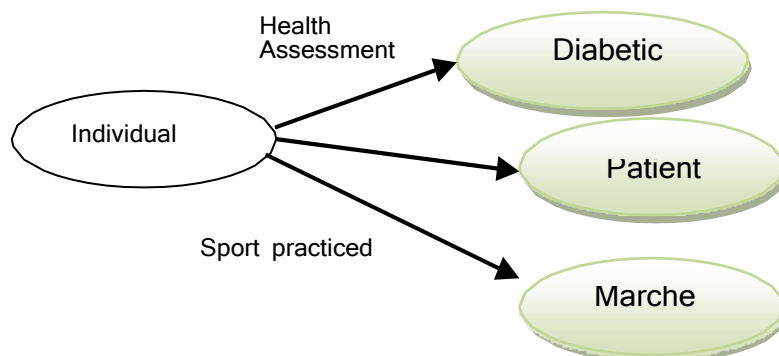 Health
Assessment
Diabetic
Individual
Patient
Sport practiced
Marche